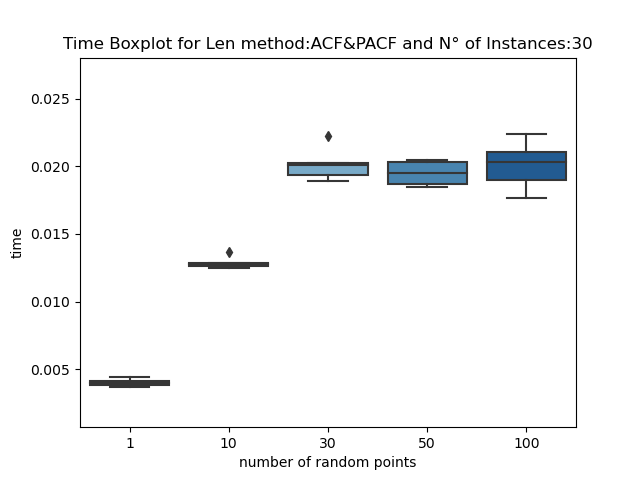 Time Boxplot for Len method:ACF&PACF and N° of Instances:30
0.025
0.020
0.015
0.010
0.005
time
1 10 30 50 100
number of random points